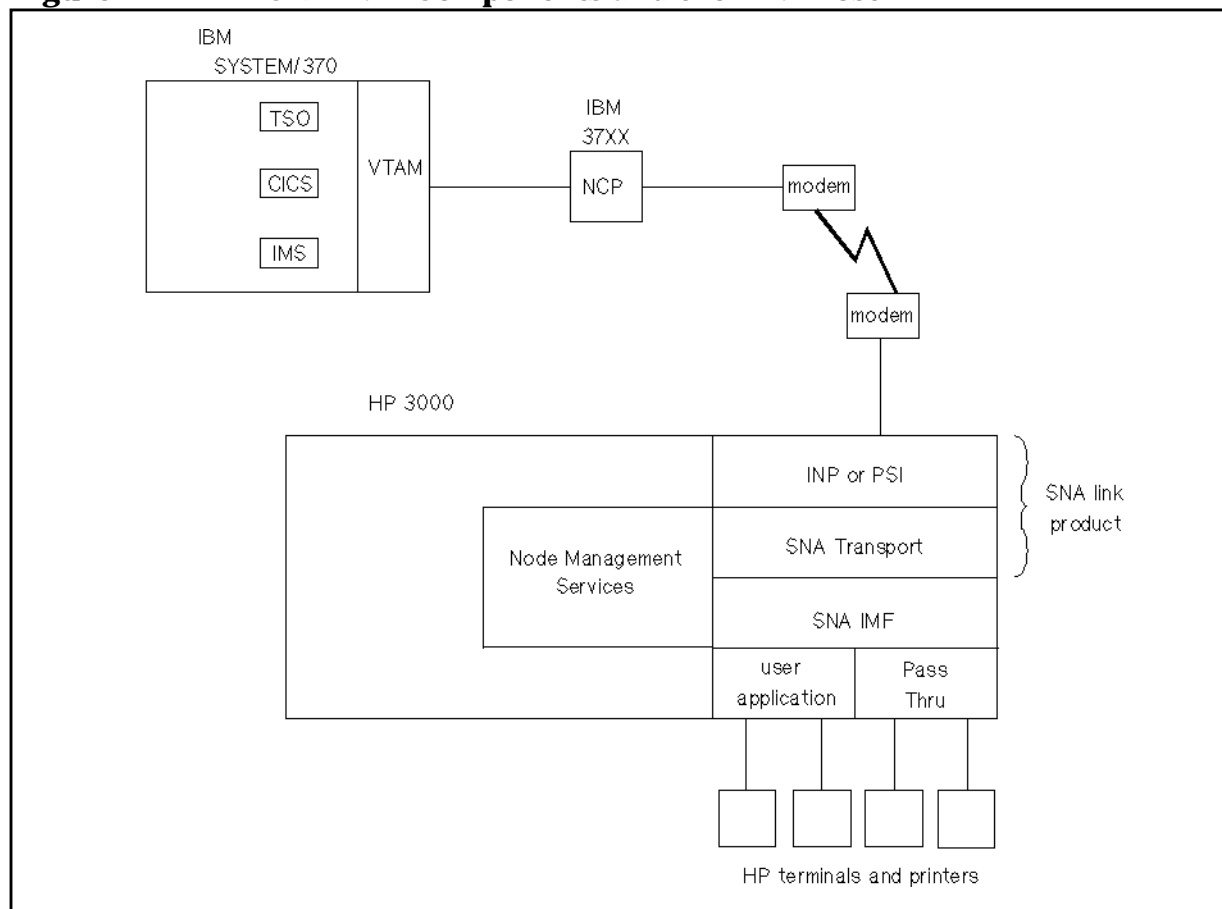 IBM
SYSTEM/370
TSO
CICS
IMS
VTAM
IBM
37XX
NCP
modem
modem
HP 3000
INP or PSI
SNA Transport
SNA link
product
Node Management
Services
SNA IMF
user
application
Pass
Thru
HP terminals and printers